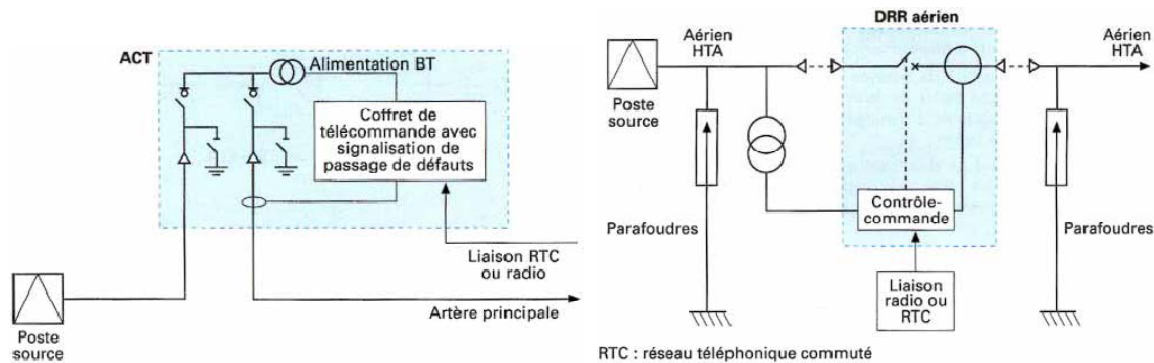 ACT
Alimentation BT
Coffret de
télécommande avec
signalisation de
passage de défauts
Liaison RTC
ou radio
Artère principale
Poste
source
DRR aérien
Aérien
HTA
Aérien
HTA
Poste
source
Parafoudres
Contrôle-
commande
Parafoudres
Liaison
radio ou
RTC
RTC : réseau téléphonique commuté